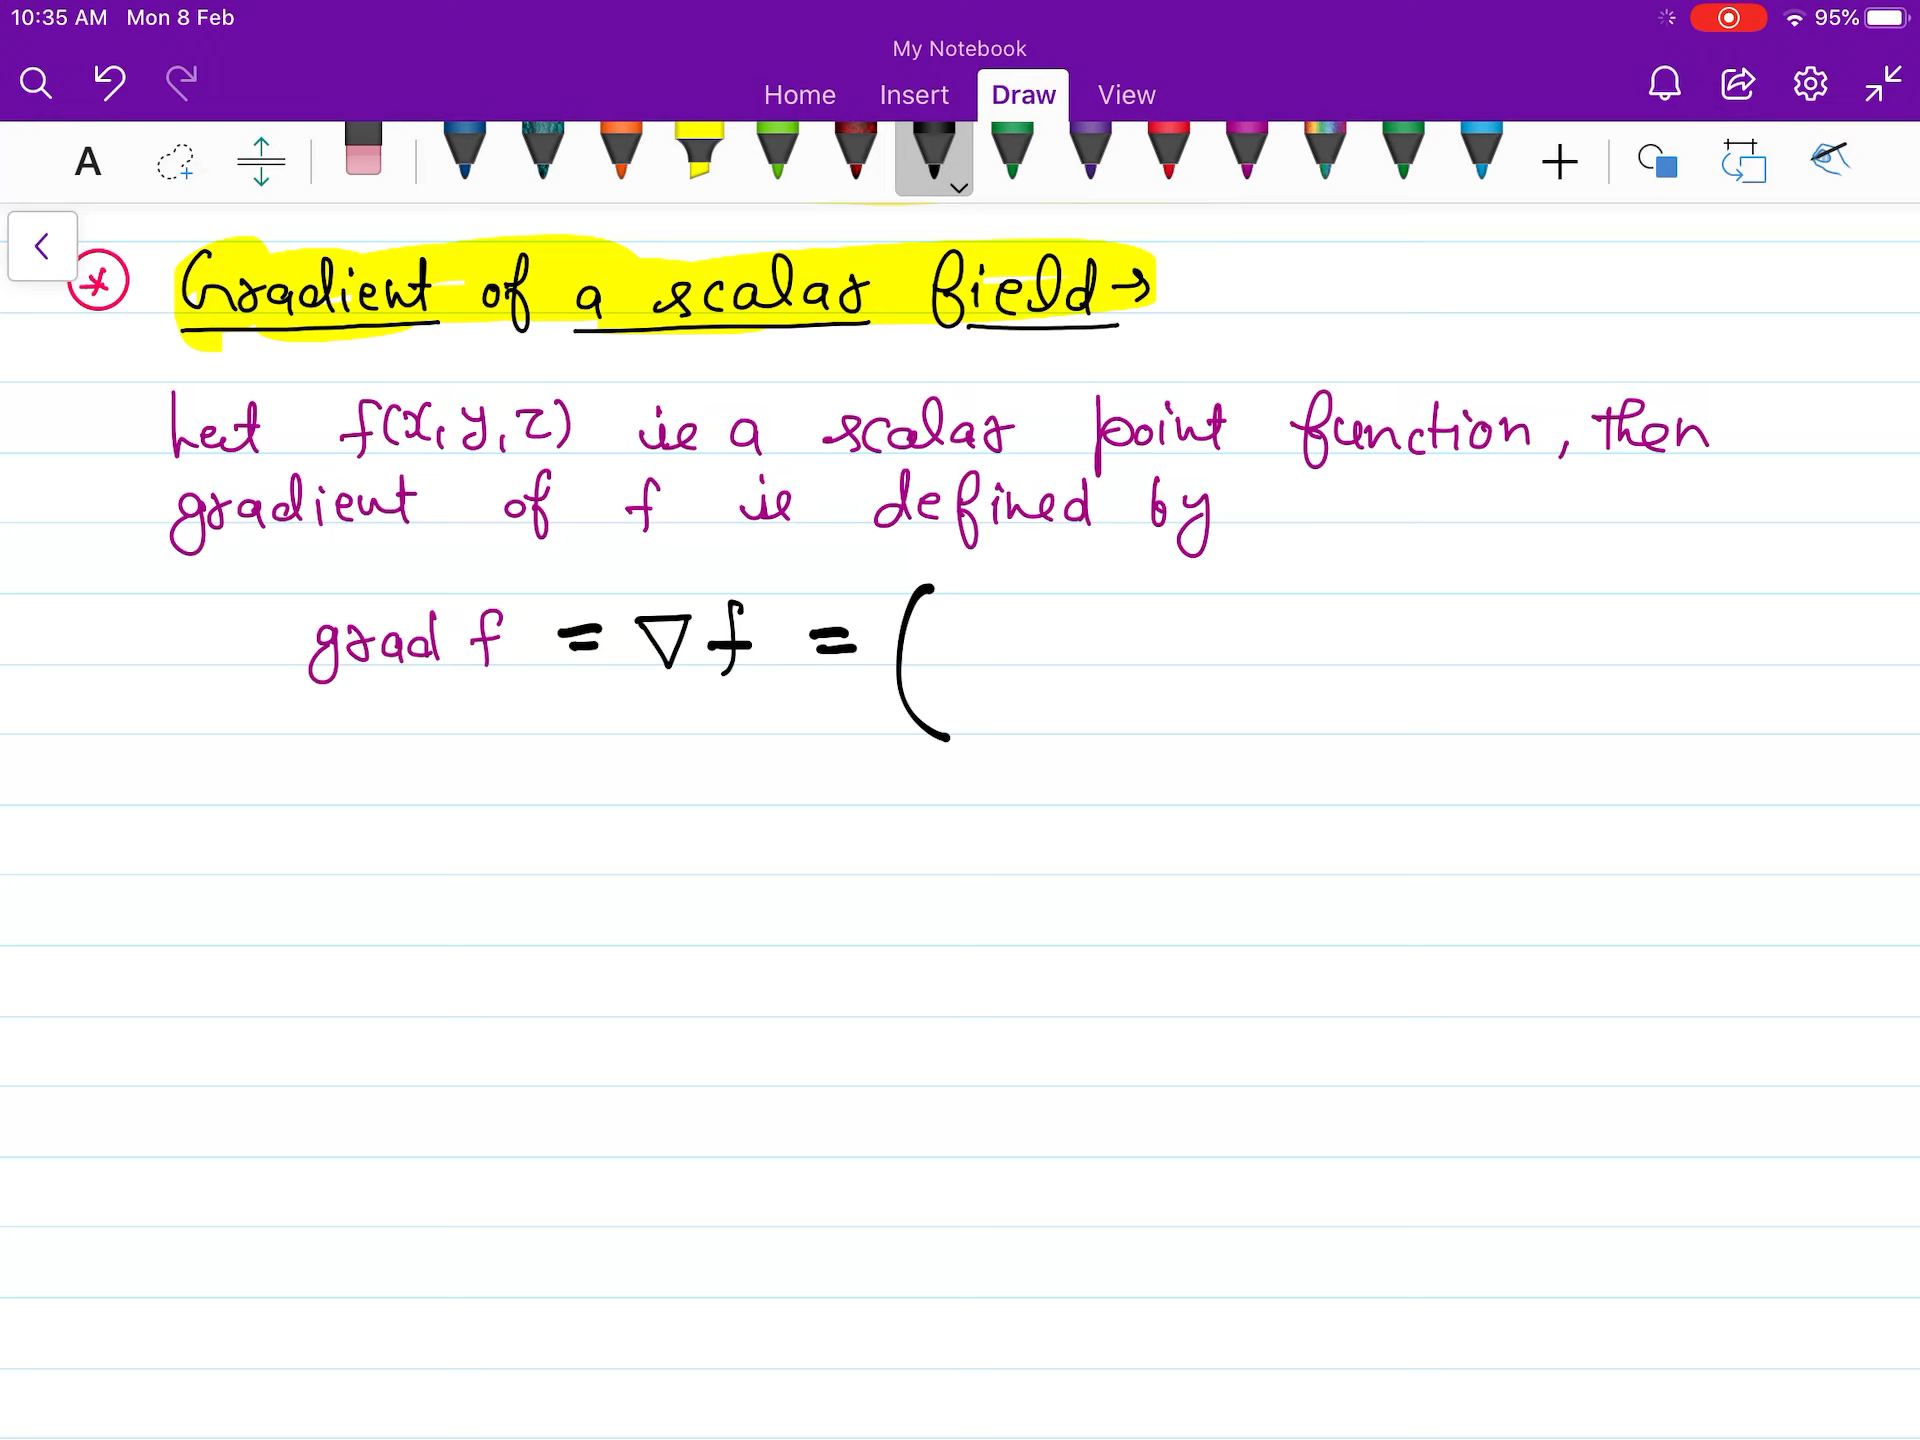 10:35 AM Mon 8 Feb
95%
My Notebook
Home Insert Draw View
A
Gradient of a scalar field →
Let f(x, y, z) is a scalar point function, then
gradient of f is defined by
grad f = ∇f = (